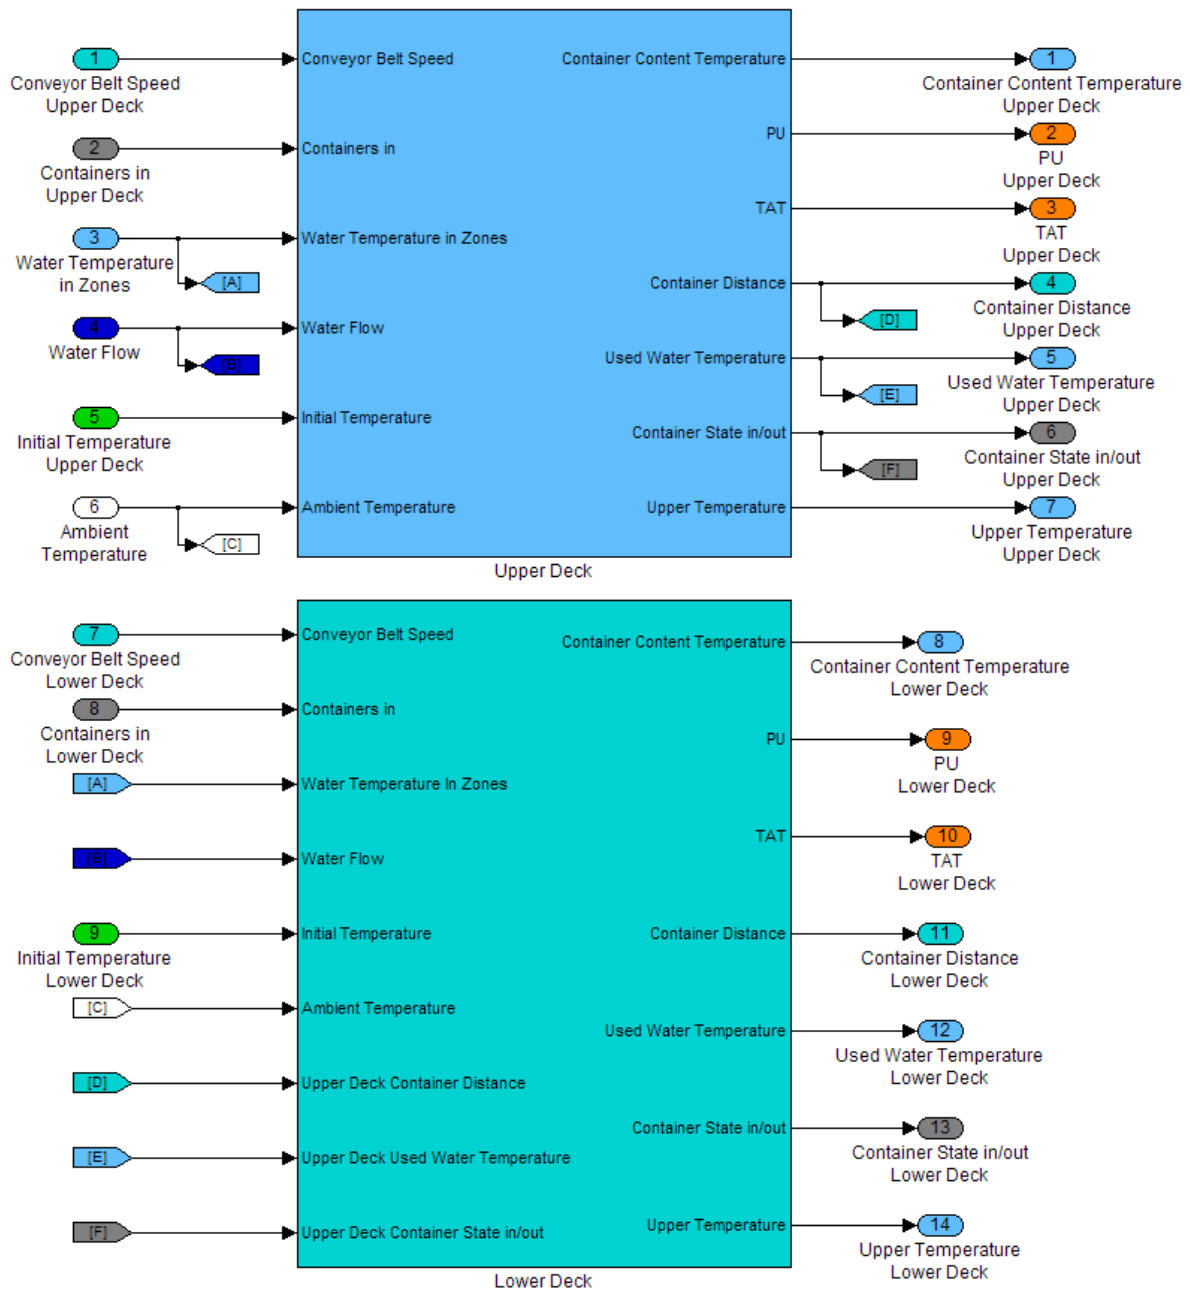 1
Conveyor Belt Speed
Upper Deck
2
Containers in
Upper Deck
3
Water Temperature
in Zones
[A]
4
Water Flow
[B]
5
Initial Temperature
Upper Deck
6
Ambient
Temperature
[C]
Conveyor Belt Speed
Containers in
Water Temperature in Zones
Water Flow
Initial Temperature
Ambient Temperature
Container Content Temperature
PU
TAT
Container Distance
Used Water Temperature
Container State in/out
Upper Temperature
Upper Deck
1
Container Content Temperature
Upper Deck
2
PU
Upper Deck
3
TAT
Upper Deck
4
[D]
Container Distance
Upper Deck
5
[E]
Used Water Temperature
Upper Deck
6
[F]
Container State in/out
Upper Deck
7
Upper Temperature
Upper Deck
7
Conveyor Belt Speed
Lower Deck
8
Containers in
Lower Deck
[A]
[B]
9
Initial Temperature
Lower Deck
[C]
[D]
[E]
[F]
Conveyor Belt Speed
Containers in
Water Temperature In Zones
Water Flow
Initial Temperature
Ambient Temperature
Upper Deck Container Distance
Upper Deck Used Water Temperature
Upper Deck Container State in/out
Container Content Temperature
PU
TAT
Container Distance
Used Water Temperature
Container State in/out
Upper Temperature
Lower Deck
8
Container Content Temperature
Lower Deck
9
PU
Lower Deck
10
TAT
Lower Deck
11
Container Distance
Lower Deck
12
Used Water Temperature
Lower Deck
13
Container State in/out
Lower Deck
14
Upper Temperature
Lower Deck